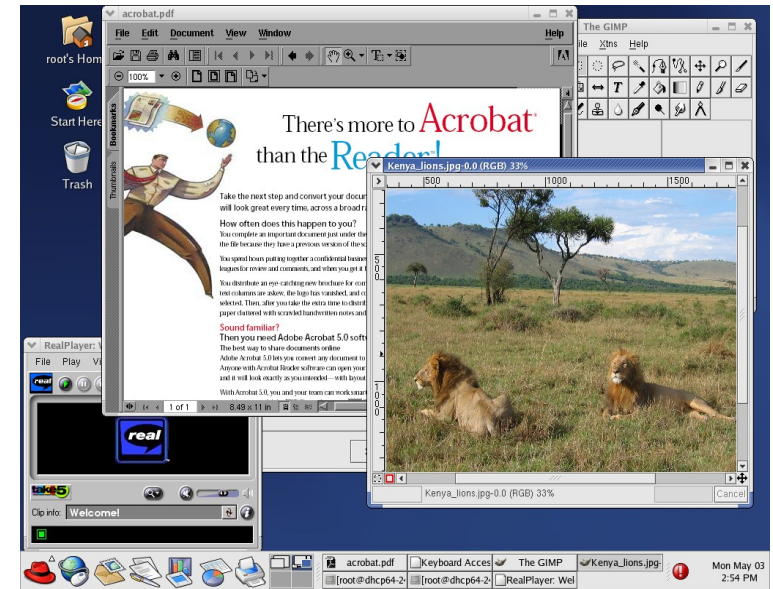 acrobat.pdf
File Edit Document View Window Help
100%
Bookmarks
Thumbnails
There's more to Acrobat
than the Reader!
Take the next step and convert your
will look great every time, across a broad
How often does this happen to you?
You complete an important document just under the
the file because they have a previous version of the
You spend hours putting together a confidential
leagues for review and comments, and when you get it
You distribute an eye-catching new brochure for
text columns are askew, the logo has vanished, and
selected. Then, after you take the extra time to
paper cluttered with scrawled handwritten notes and
Sound familiar?
Then you need Adobe Acrobat 5.0
The best way to share documents online
Adobe Acrobat 5.0 lets you convert any document to
Anyone with Acrobat Reader software can open your
and it will look exactly as you intended—with
With Acrobat 5.0, you and your team can work
1 of 1 8.49 x 11 in
root's Hom
Start Here
Trash
The GIMP
ile Xtns Help
T
Kenya_lions.jpg-0.0 (RGB) 33%
500 1000 1500
500
1000
Kenya_lions.jpg-0.0 (RGB) 33%
Cancel
RealPlayer: W
File Play Vi
real
real
take5
Clip info: Welcome!
acrobat.pdf Keyboard Acces The GIMP Kenya_lions.jpg-
[root@dhcp64-2 [root@dhcp64-2 RealPlayer: Wel
Mon May 03
2:54 PM